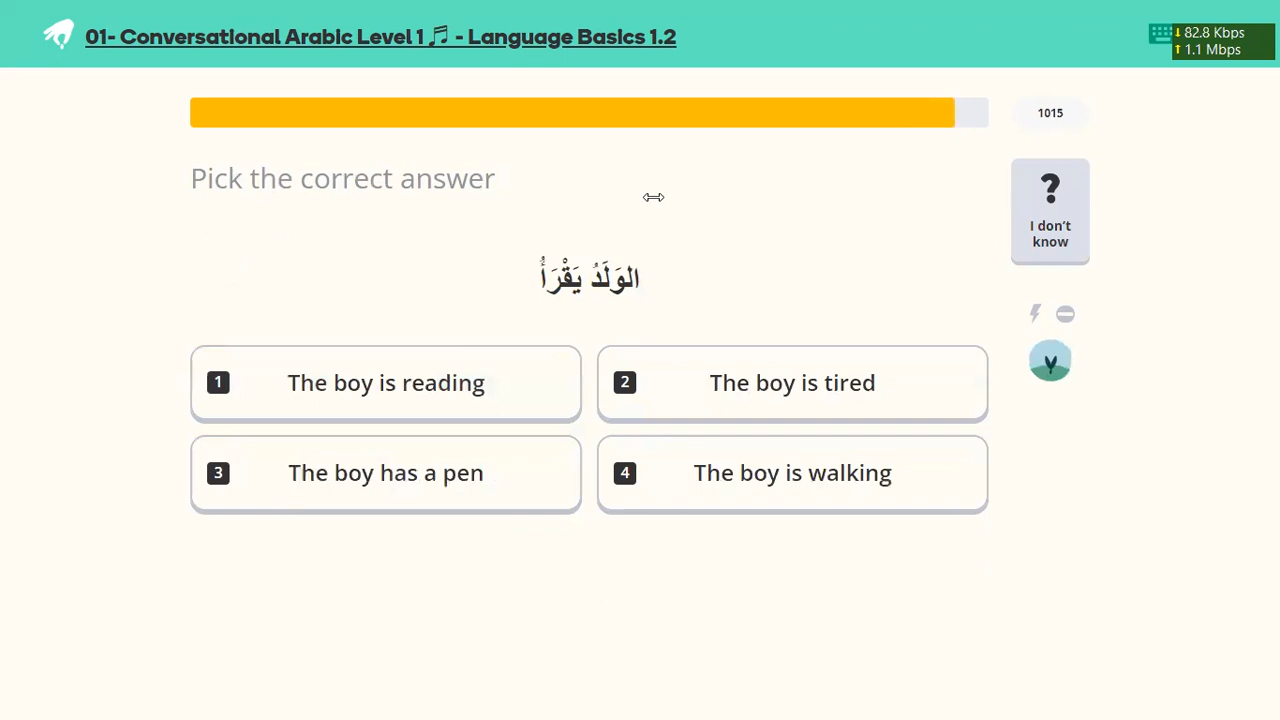 01- Conversational Arabic Level 1 🎵 - Language Basics 1.2
↓ 82.8 Kbps
↑ 1.1 Mbps
1015
Pick the correct answer
?
I don't
know
الوَلَدُ يَقْرَأُ
1 The boy is reading
2 The boy is tired
3 The boy has a pen
4 The boy is walking